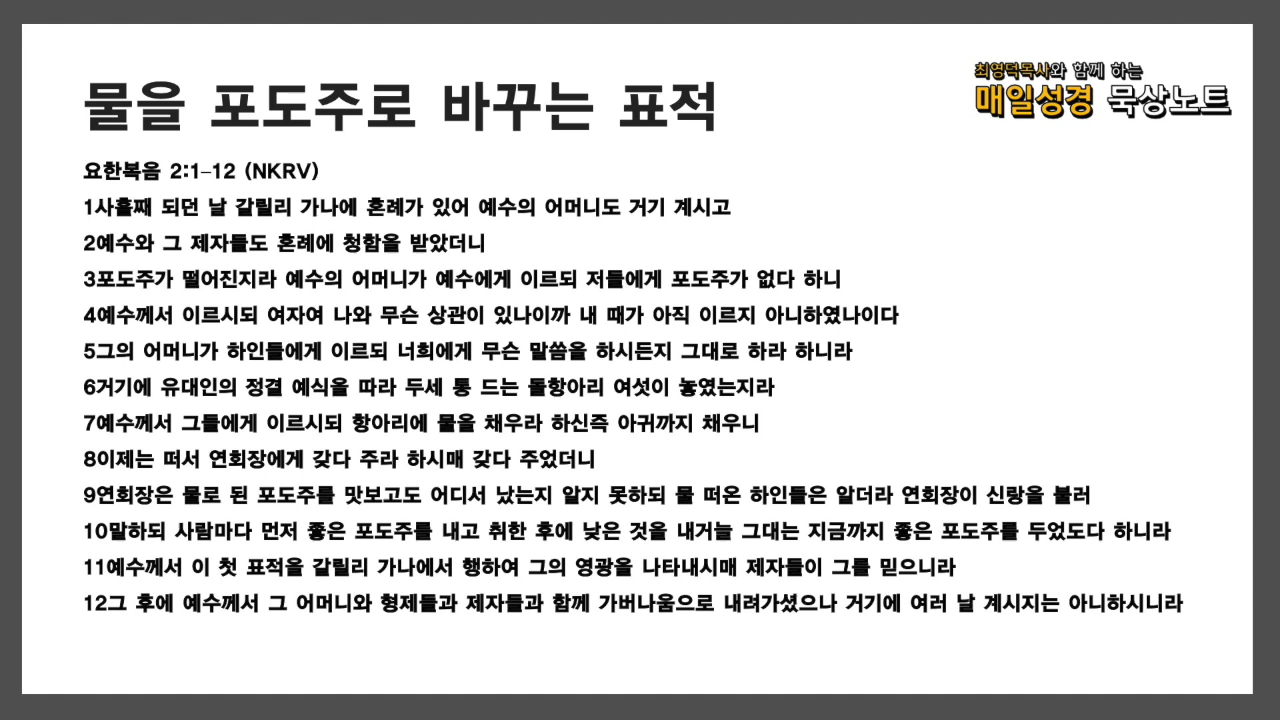 물을 포도주로 바꾸는 표적
최영덕목사와 함께 하는
매일성경 묵상노트
요한복음 2:1–12 (NKRV)
1사흘째 되던 날 갈릴리 가나에 혼례가 있어 예수의 어머니도 거기 계시고
2예수와 그 제자들도 혼례에 청함을 받았더니
3포도주가 떨어진지라 예수의 어머니가 예수에게 이르되 저들에게 포도주가 없다 하니
4예수께서 이르시되 여자여 나와 무슨 상관이 있나이까 내 때가 아직 이르지 아니하였나이다
5그의 어머니가 하인들에게 이르되 너희에게 무슨 말씀을 하시든지 그대로 하라 하니라
6거기에 유대인의 정결 예식을 따라 두세 통 드는 돌항아리 여섯이 놓였는지라
7예수께서 그들에게 이르시되 항아리에 물을 채우라 하신즉 아귀까지 채우니
8이제는 떠서 연회장에게 갖다 주라 하시매 갖다 주었더니
9연회장은 물로 된 포도주를 맛보고도 어디서 났는지 알지 못하되 물 떠온 하인들은 알더라 연회장이 신랑을 불러
10말하되 사람마다 먼저 좋은 포도주를 내고 취한 후에 낮은 것을 내거늘 그대는 지금까지 좋은 포도주를 두었도다 하니라
11예수께서 이 첫 표적을 갈릴리 가나에서 행하여 그의 영광을 나타내시매 제자들이 그를 믿으니라
12그 후에 예수께서 그 어머니와 형제들과 제자들과 함께 가버나움으로 내려가셨으나 거기에 여러 날 계시지는 아니하시니라